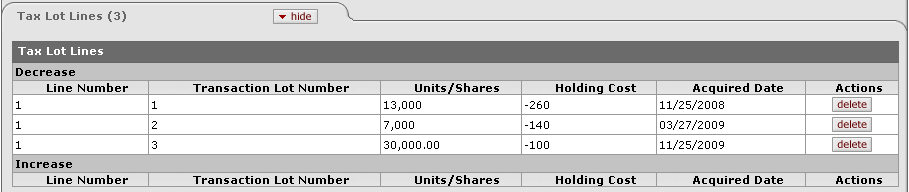 Tax Lot Lines (3) hide
Tax Lot Lines
Decrease
Line Number Transaction Lot Number Units/Shares Holding Cost Acquired Date Actions
1 1 13,000 -260 11/25/2008 delete
1 2 7,000 -140 03/27/2009 delete
1 3 30,000.00 -100 11/25/2009 delete
Increase
Line Number Transaction Lot Number Units/Shares Holding Cost Acquired Date Actions